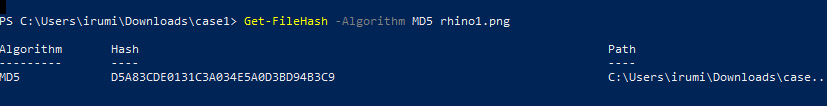 PS C:\Users\irumi\Downloads\case1> Get-FileHash -Algorithm MD5 rhino1.png
Algorithm Hash Path
--------- ---- ----
MD5 D5A83CDE0131C3A034E5A0D3BD94B3C9 C:\Users\irumi\Downloads\case...